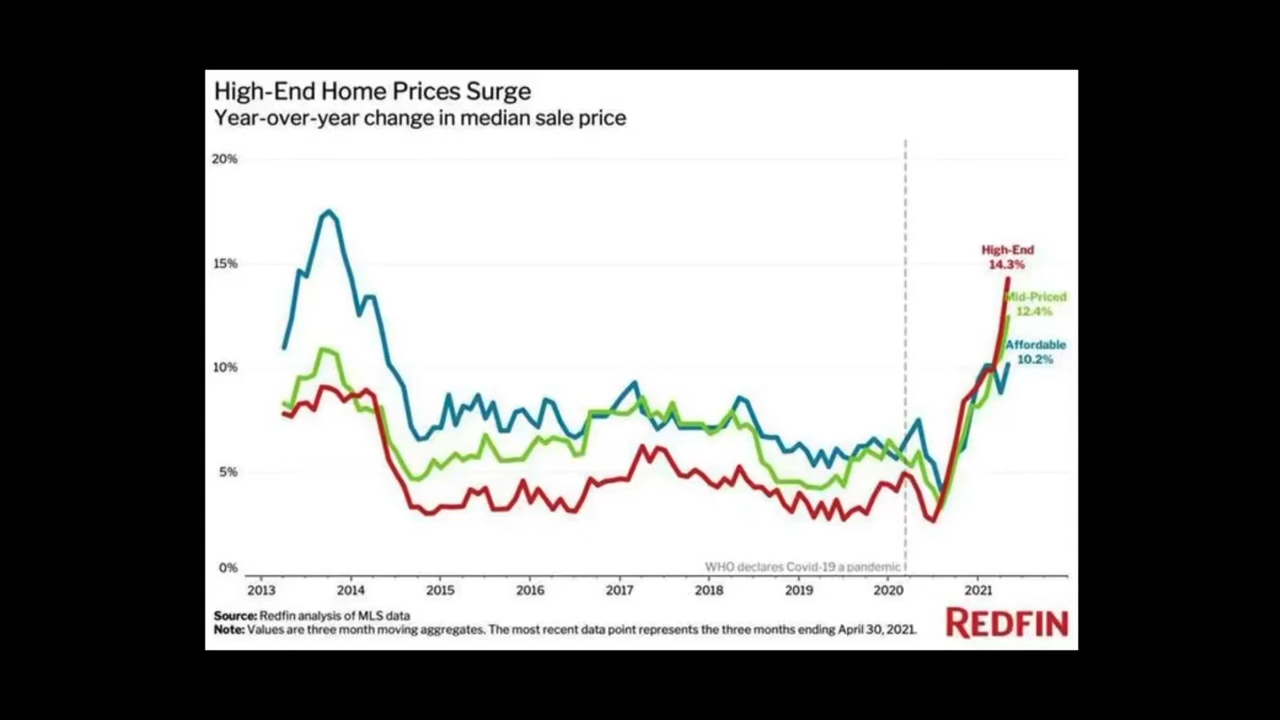 High-End Home Prices Surge
Year-over-year change in median sale price
20%
15%
10%
5%
0%
High-End
14.3%
Mid-Priced
12.4%
Affordable
10.2%
WHO declares Covid-19 a pandemic
2013 2014 2015 2016 2017 2018 2019 2020 2021
Source: Redfin analysis of MLS data
Note: Values are three month moving aggregates. The most recent data point represents the three months ending April 30, 2021.
REDFIN